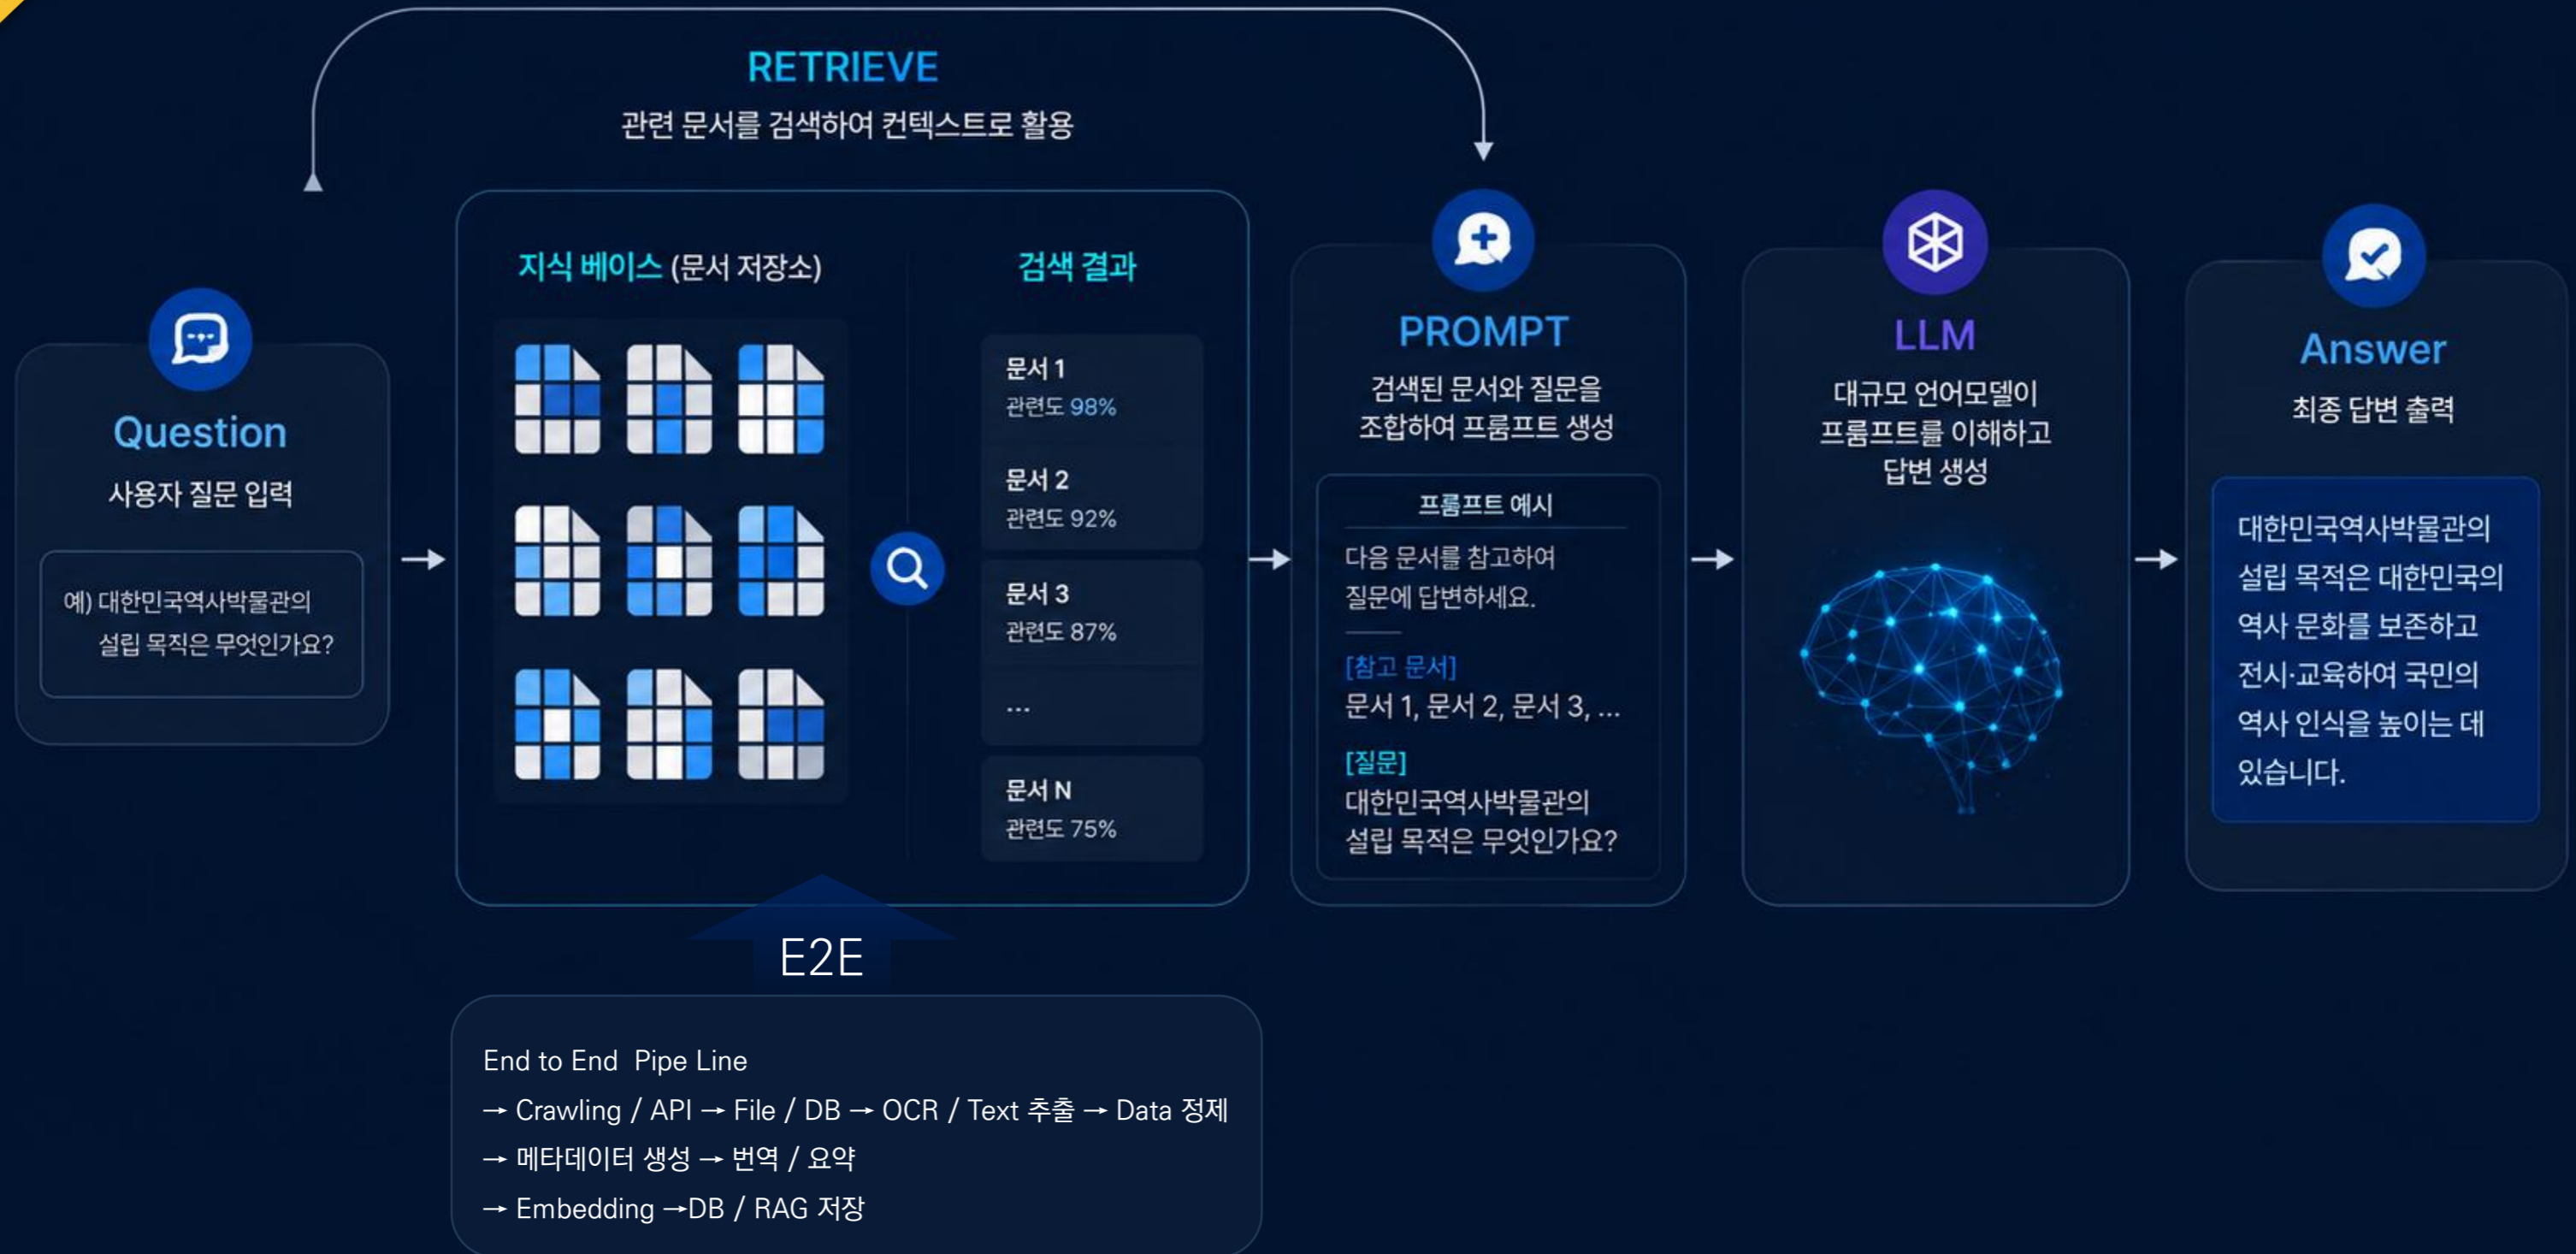 RETRIEVE
관련 문서를 검색하여 컨텍스트로 활용
Question
사용자 질문 입력
예) 대한민국역사박물관의
설립 목직은 무엇인가요?
지식 베이스 (문서 저장소)
검색 결과
문서 1
관련도 98%
문서 2
관련도 92%
문서 3
관련도 87%
...
문서 N
관련도 75%
PROMPT
검색된 문서와 질문을
조합하여 프롬프트 생성
프롬프트 예시
다음 문서를 참고하여
질문에 답변하세요.
[참고 문서]
문서 1, 문서 2, 문서 3, ...
[질문]
대한민국역사박물관의
설립 목적은 무엇인가요?
LLM
대규모 언어모델이
프롬프트를 이해하고
답변 생성
Answer
최종 답변 출력
대한민국역사박물관의
설립 목적은 대한민국의
역사 문화를 보존하고
전시·교육하여 국민의
역사 인식을 높이는 대
있습니다.
E2E
End to End Pipe Line
→ Crawling / API → File / DB → OCR / Text 추출 → Data 정제
→ 메타데이터 생성 → 번역 / 요약
→ Embedding →DB / RAG 저장